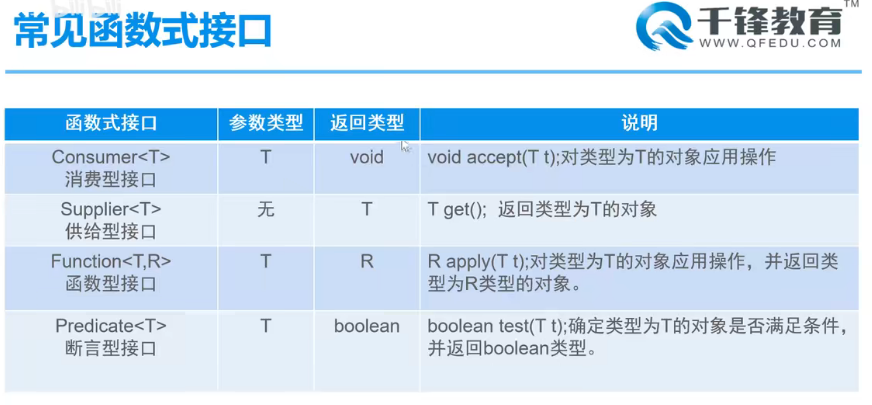 常见函数式接口
千锋教育
TM
WWW.QFEDU.COM
函数式接口 参数类型 返回类型 说明
Consumer<T> T void void accept(T t);对类型为T的对象应用操作
消费型接口
Supplier<T> 无 T T get(); 返回类型为T的对象
供给型接口
Function<T,R> T R R apply(T t);对类型为T的对象应用操作，并返回类
函数型接口 型为R类型的对象。
Predicate<T> T boolean boolean test(T t);确定类型为T的对象是否满足条件，
断言型接口 并返回boolean类型。